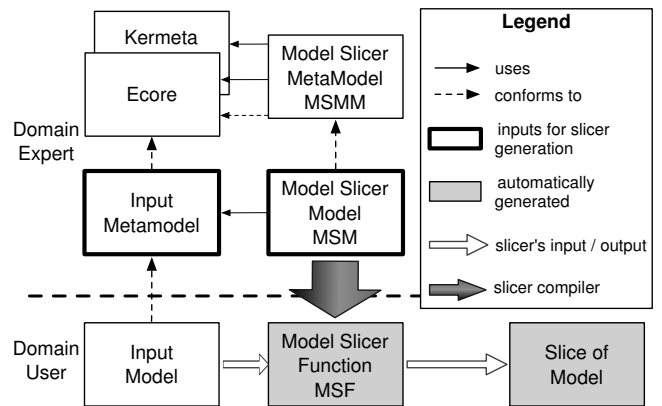 Kermeta
Ecore
Model Slicer
MetaModel
MSMM
Domain
Expert
Input
Metamodel
Model Slicer
Model
MSM
Domain
User
Input
Model
Model Slicer
Function
MSF
Slice of
Model
Legend
uses
conforms to
inputs for slicer
generation
automatically
generated
slicer's input / output
slicer compiler